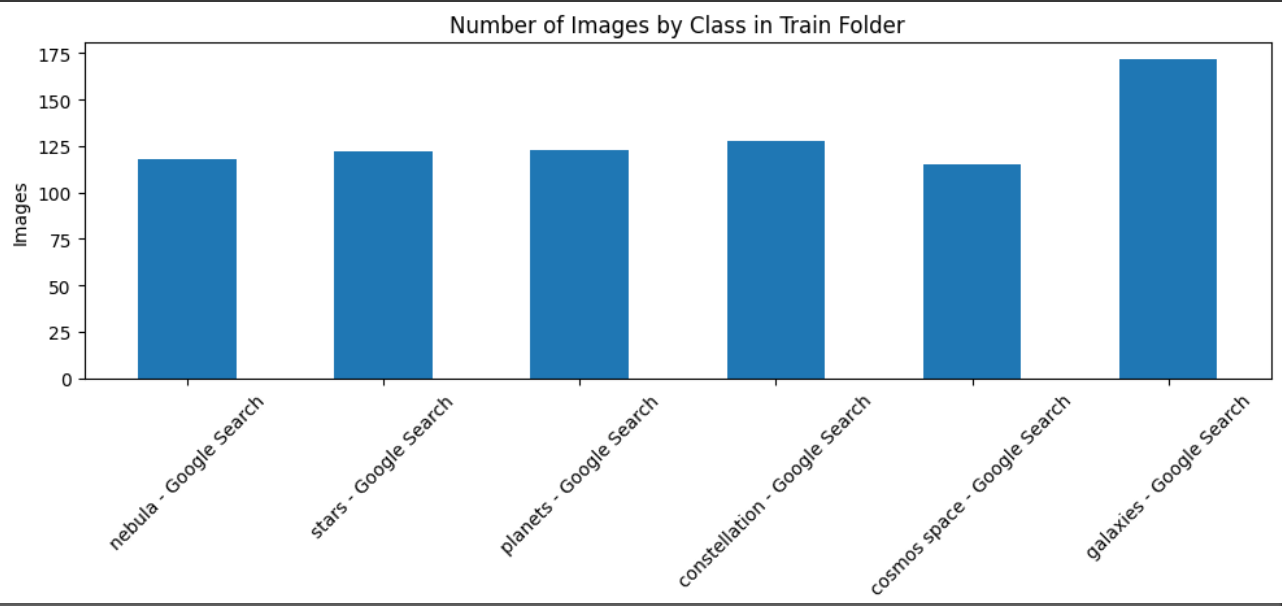 Number of Images by Class in Train Folder
Images
175
150
125
100
75
50
25
0
nebula - Google Search
stars - Google Search
planets - Google Search
constellation - Google Search
cosmos space - Google Search
galaxies - Google Search